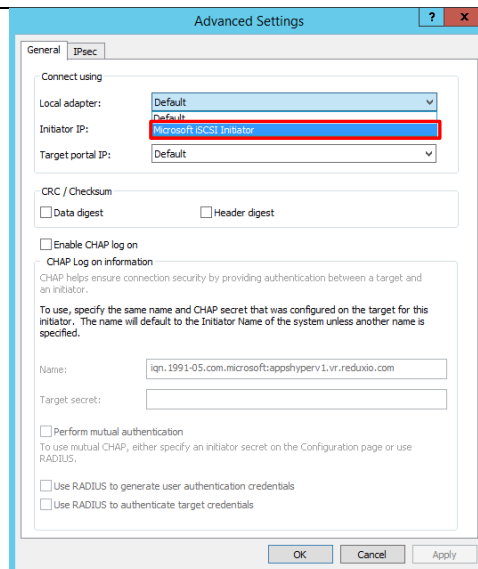 Advanced Settings
?
x
General
IPsec
Connect using
Local adapter:
Default
Default
Initiator IP:
Microsoft iSCSI Initiator
Target portal IP:
Default
CRC / Checksum
Data digest
Header digest
Enable CHAP log on
CHAP Log on information
CHAP helps ensure connection security by providing authentication between a target and
an initiator.
To use, specify the same name and CHAP secret that was configured on the target for this
initiator. The name will default to the Initiator Name of the system unless another name is
specified.
Name:
iqn.1991-05.com.microsoft:appshyperv1.vr.reduxio.com
Target secret:
Perform mutual authentication
To use mutual CHAP, either specify an initiator secret on the Configuration page or use
RADIUS.
Use RADIUS to generate user authentication credentials
Use RADIUS to authenticate target credentials
OK
Cancel
Apply